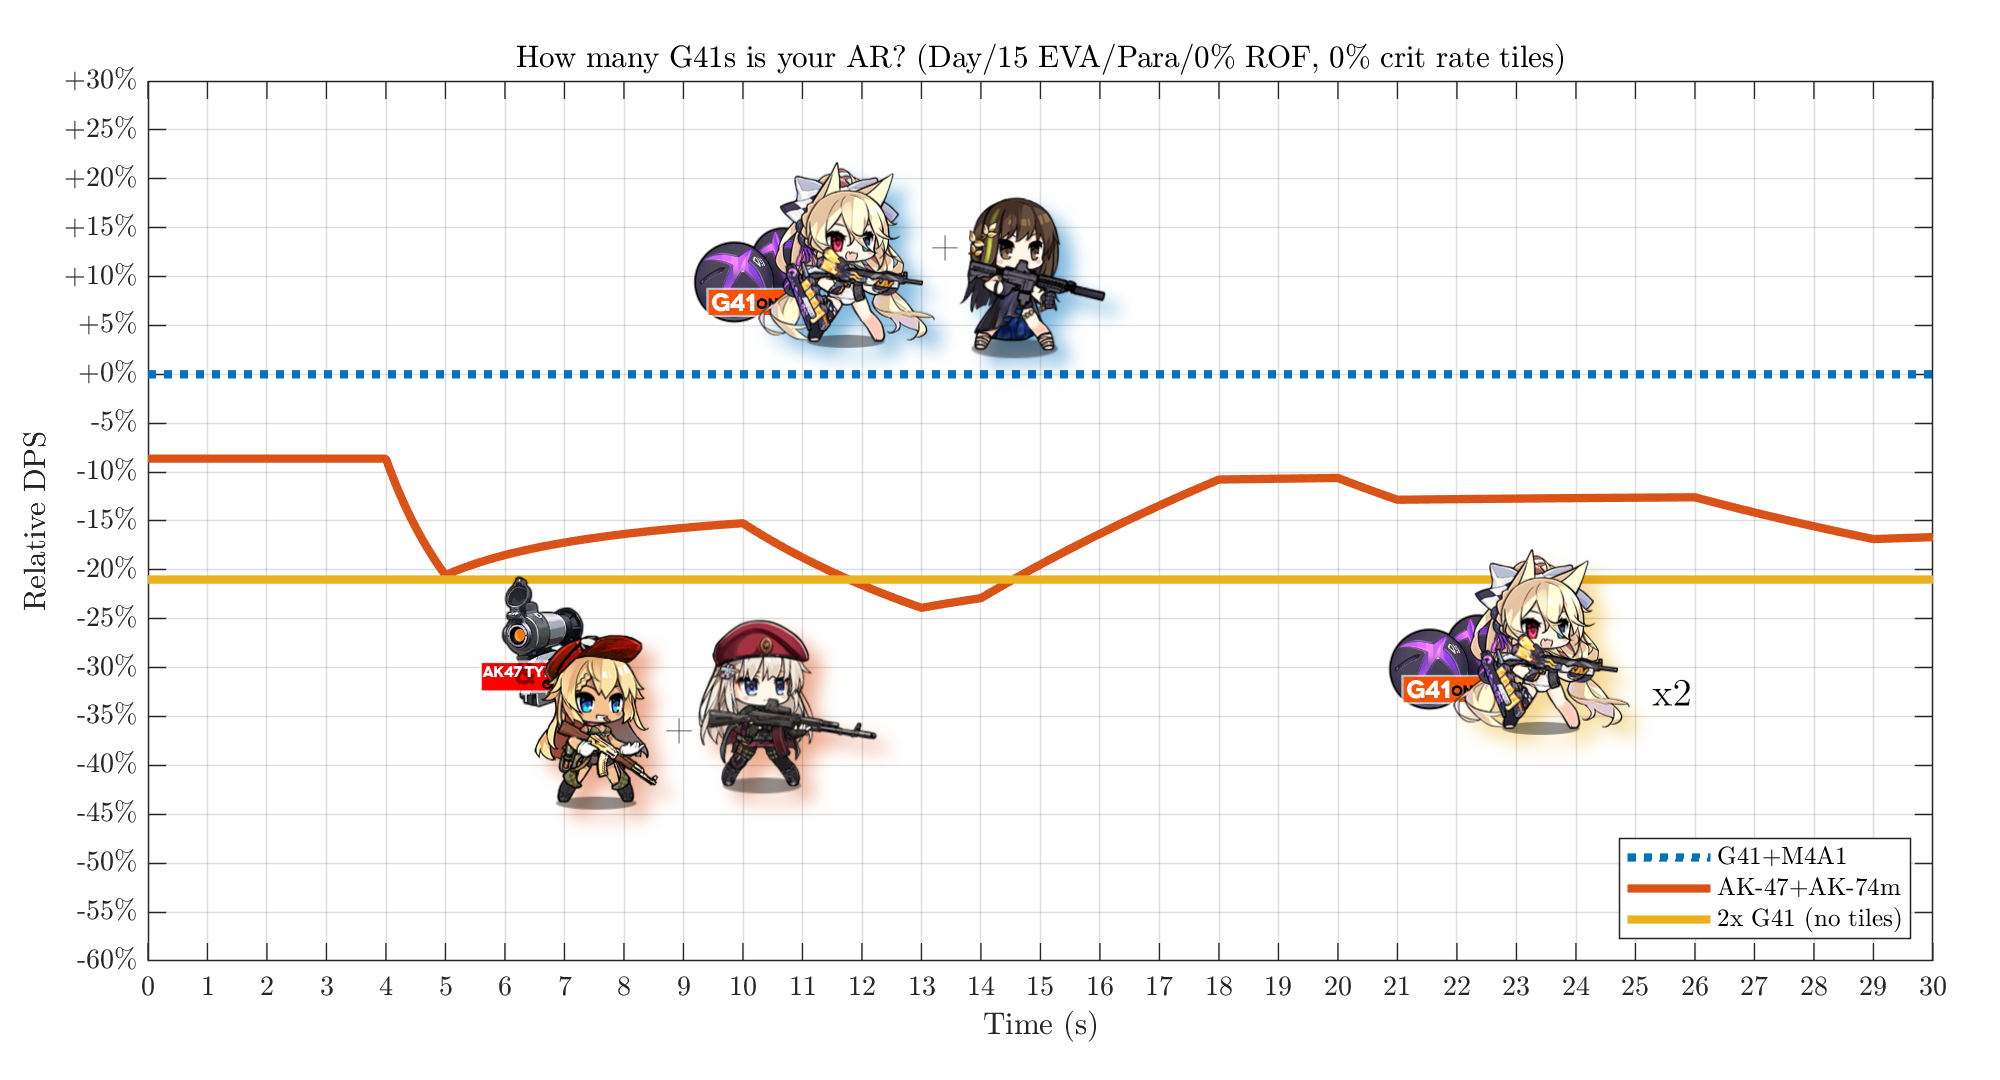 How many G41s is your AR? (Day/15 EVA/Para/0% ROF, 0% crit rate tiles)
+30%
+25%
+20%
+15%
+10%
+5%
+0%
-5%
-10%
-15%
-20%
-25%
-30%
-35%
-40%
-45%
-50%
-55%
-60%
Relative DPS
G41
+
AK47 TY
+
G41
x2
G41+M4A1
AK-47+AK-74m
2x G41 (no tiles)
0 1 2 3 4 5 6 7 8 9 10 11 12 13 14 15 16 17 18 19 20 21 22 23 24 25 26 27 28 29 30
Time (s)